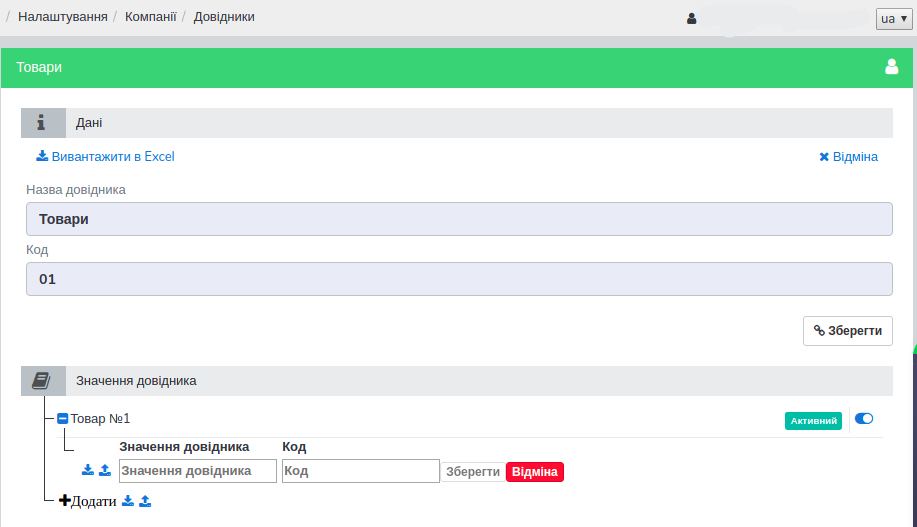 / Налаштування / Компанії / Довідники ua
Товари
Дані
Вивантажити в Excel Відміна
Назва довідника
Товари
Код
01
Зберегти
Значення довідника
Товар №1 Активний
Значення довідника Код
Значення довідника Код Зберегти Відміна
Додати